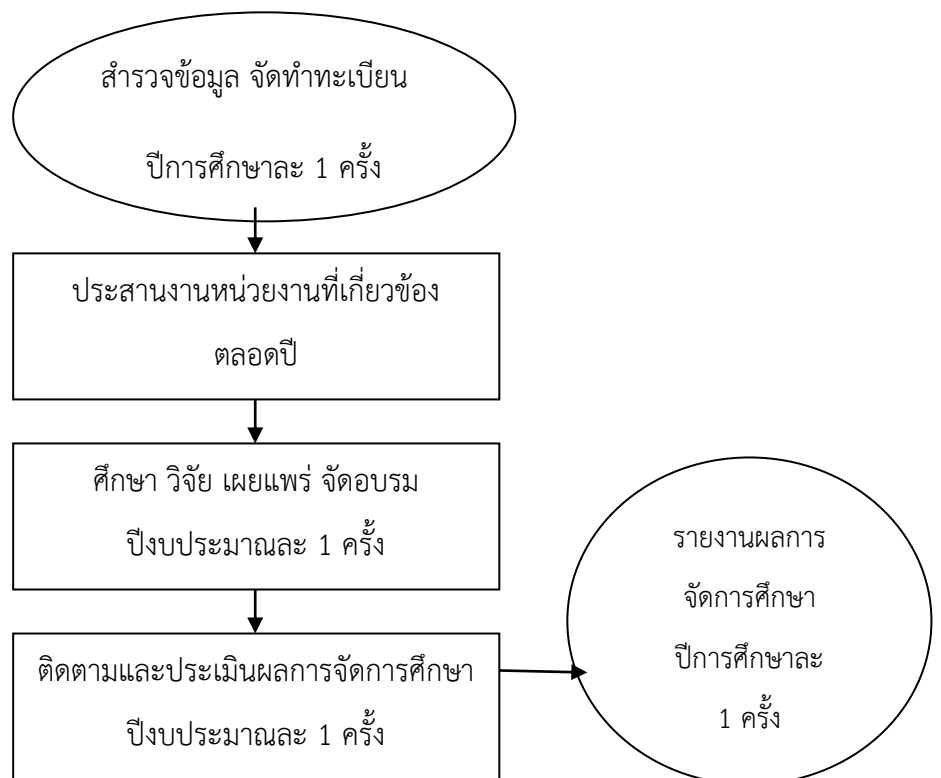 สำรวจข้อมูล จัดทำทะเบียน
ปีการศึกษาละ 1 ครั้ง
ประสานงานหน่วยงานที่เกี่ยวข้อง
ตลอดปี
ศึกษา วิจัย เผยแพร่ จัดอบรม
ปีงบประมาณละ 1 ครั้ง
ติดตามและประเมินผลการจัดการศึกษา
ปีงบประมาณละ 1 ครั้ง
รายงานผลการ
จัดการศึกษา
ปีการศึกษาละ
1 ครั้ง